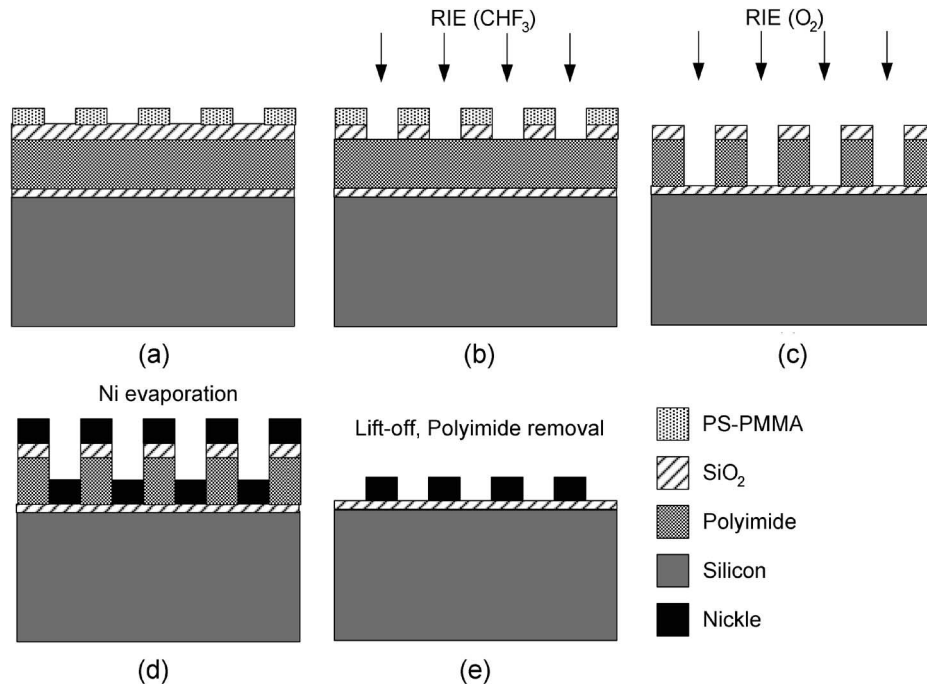 RIE (CHF₃)
RIE (O₂)
(a)
(b)
(c)
Ni evaporation
Lift-off, Polyimide removal
PS-PMMA
SiO₂
Polyimide
Silicon
Nickle
(d)
(e)